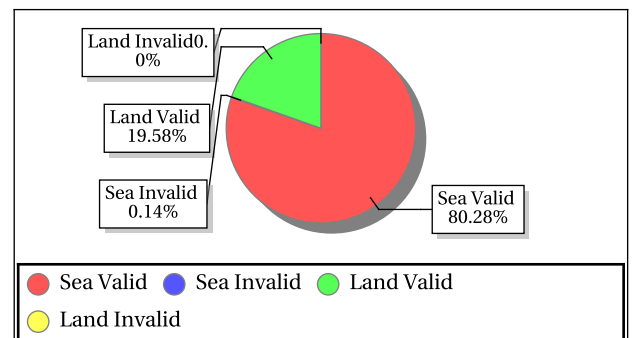 Land Invalid0.
0%
Land Valid
19.58%
Sea Invalid
0.14%
Sea Valid
80.28%
Sea Valid
Sea Invalid
Land Valid
Land Invalid